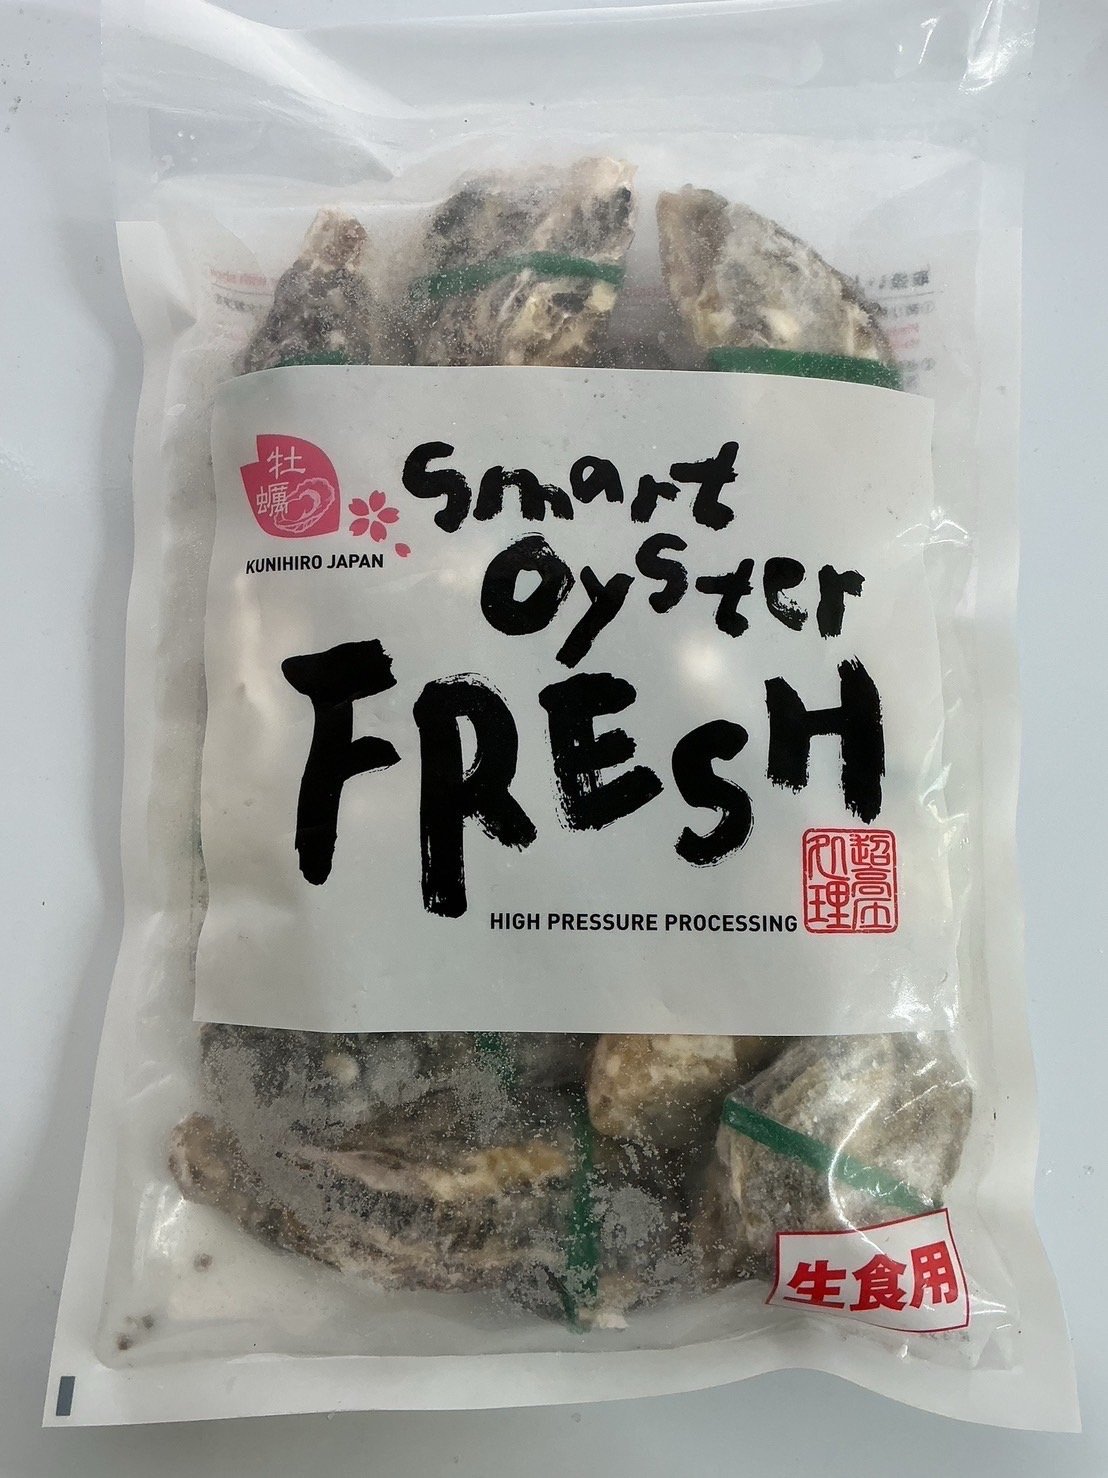 牡
蠣
KUNIHIRO JAPAN
smart
oyster
FRESH
HIGH PRESSURE PROCESSING
超高圧
処理
生食用